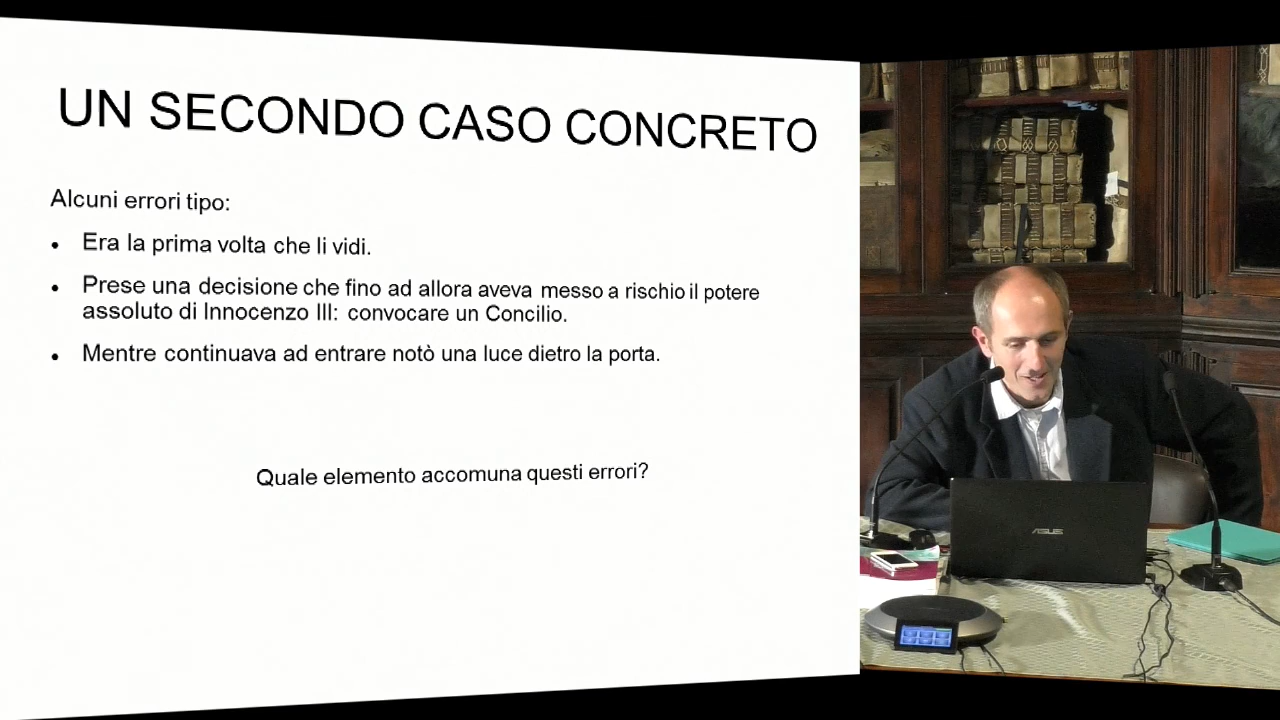 UN SECONDO CASO CONCRETO
Alcuni errori tipo:
• Era la prima volta che li vidi.
• Prese una decisione che fino ad allora aveva messo a rischio il potere
assoluto di Innocenzo III: convocare un Concilio.
• Mentre continuava ad entrare notò una luce dietro la porta.
Quale elemento accomuna questi errori?
ASUS